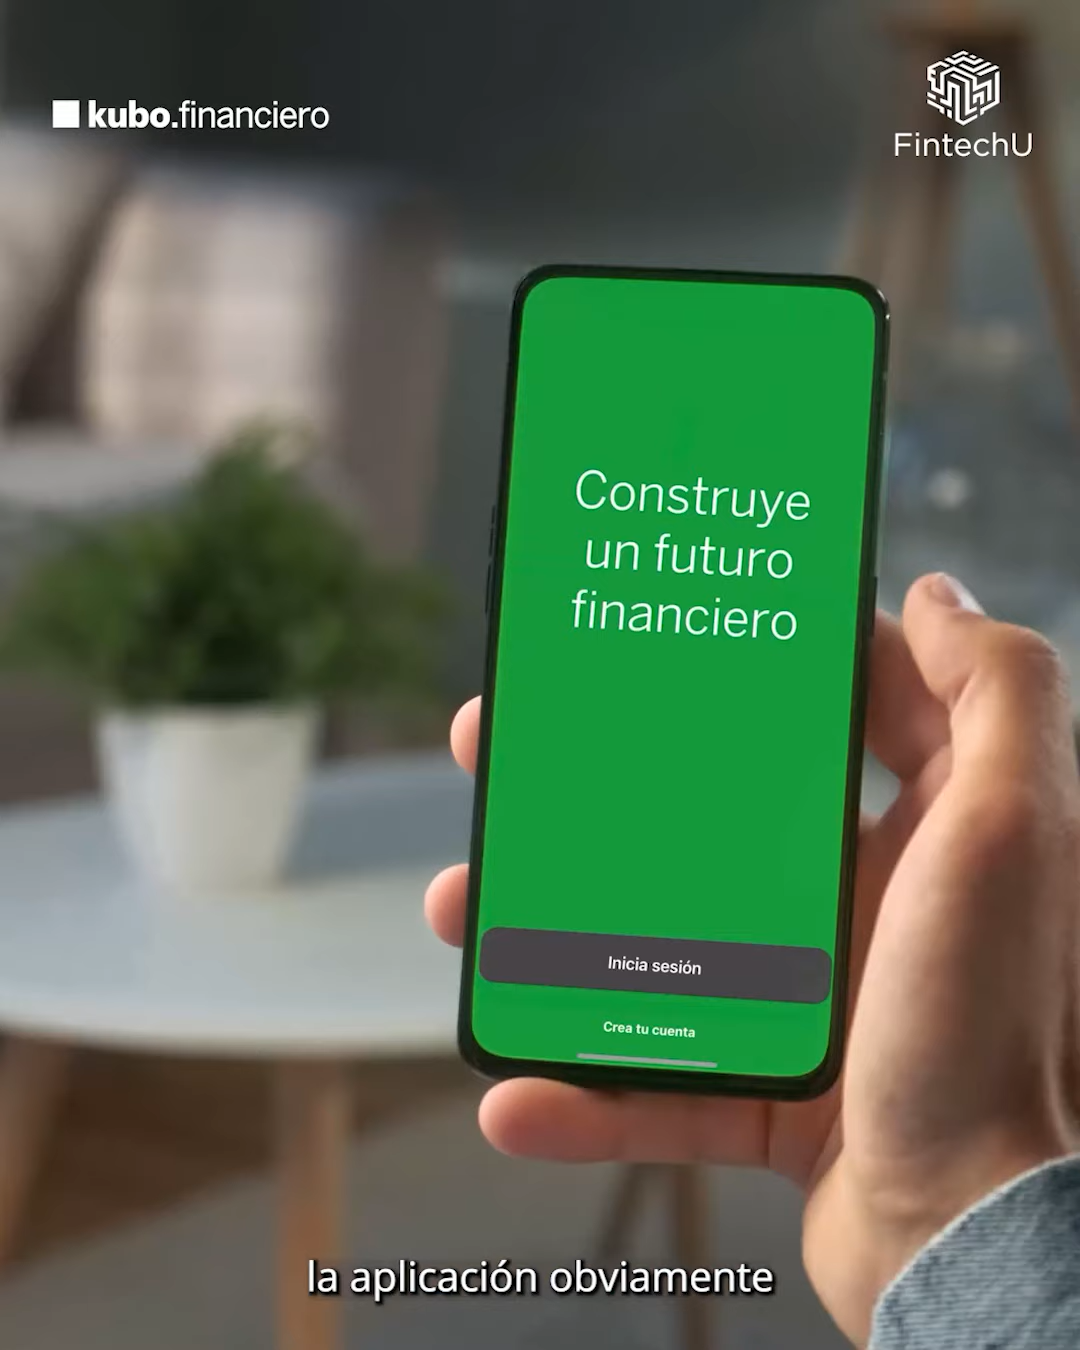 kubo.financiero
FintechU
Construye
un futuro
financiero
Inicia sesión
Crea tu cuenta
la aplicación obviamente